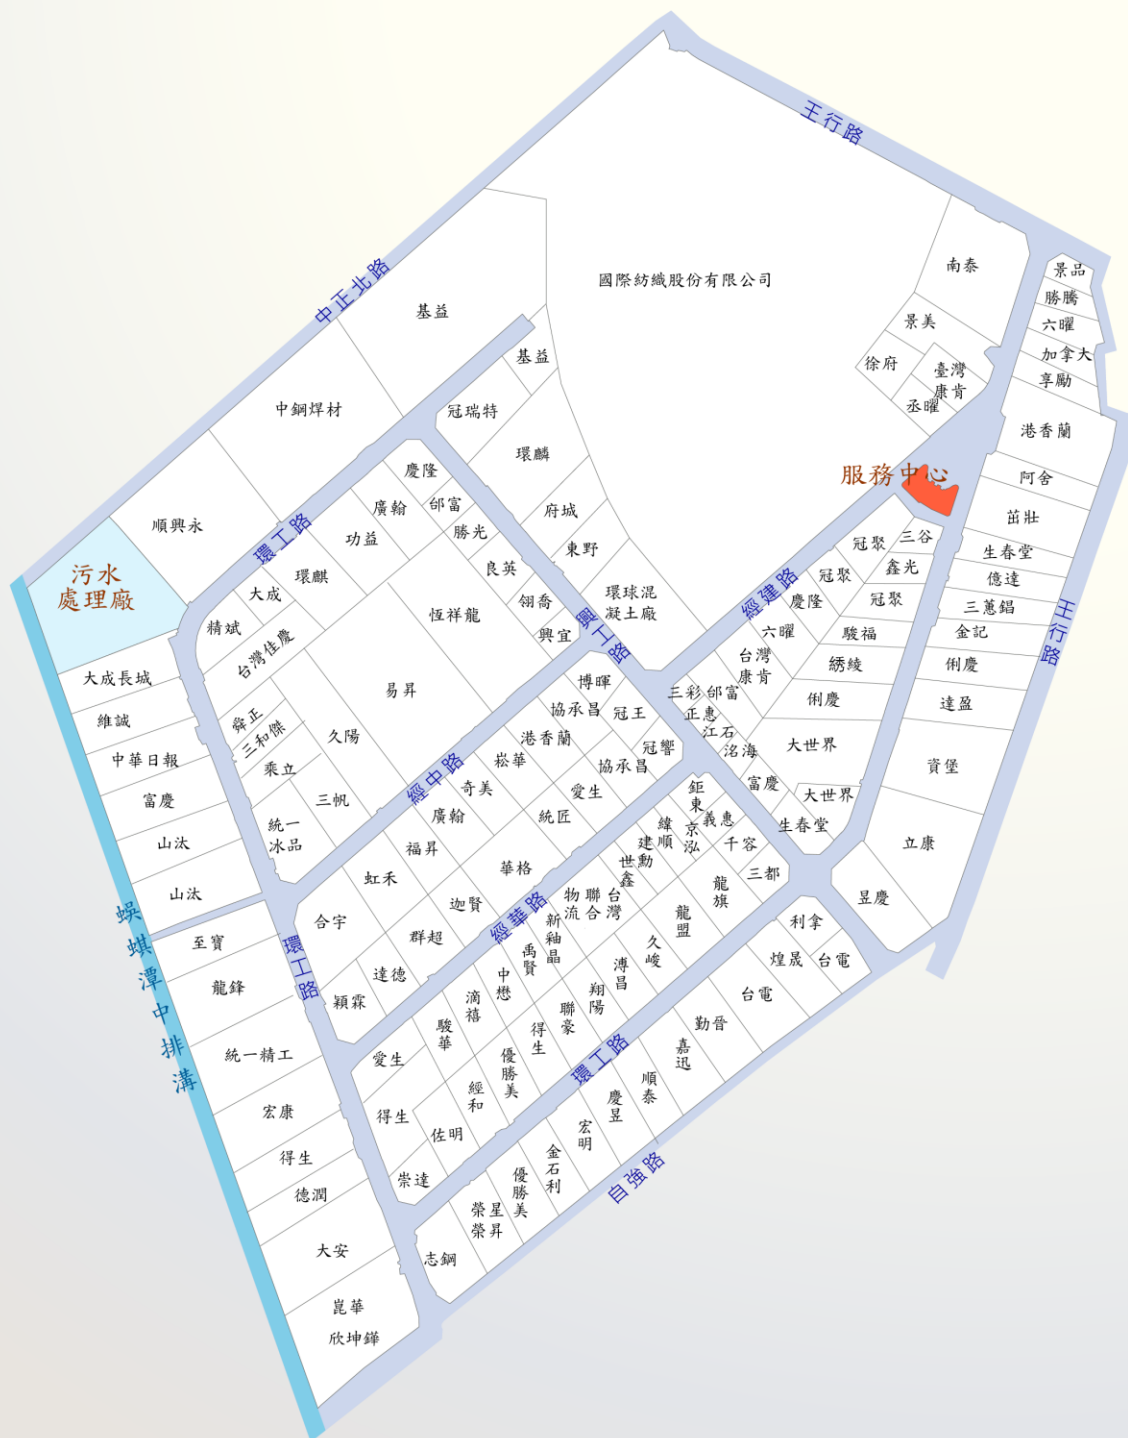 王行路
南泰
景品
勝騰
六曜
加拿大
享勵
港香蘭
阿舍
茁壯
生春堂
億達
三蕙錩
金記
俐慶
達盈
資堡
立康
昱慶
王行路
國際紡織股份有限公司
景美
徐府
臺灣
康肯
丞曜
服務中心
中正北路
基益
基益
中鋼焊材
冠瑞特
環麟
府城
東野
環球混
凝土廠
順興永
污水
處理廠
環工路
慶隆
邰富
廣翰
勝光
功益
良英
環麒
翎喬
大成
恆祥龍
興宜
精斌
台灣佳慶
易昇
興工路
經建路
冠聚
三谷
冠聚
鑫光
慶隆
冠聚
六曜
駿福
台灣
康肯
綉綾
俐慶
三彩
邰富
正惠
江石
洺海
大世界
富慶
大世界
生春堂
大成長城
維誠
中華日報
富慶
山汰
山汰
舜正
三和傑
乘立
久陽
三帆
統一
冰品
經中路
博暉
協承昌
冠王
港香蘭
冠響
松華
協承昌
奇美
愛生
廣翰
統匠
福昇
華格
虹禾
迦賢
合宇
群超
達德
穎霖
經華路
鉅東
義惠
京泓
千容
緯順
三都
建勳
世鑫
龍旗
台灣
聯合
物流
龍盟
新釉晶
久峻
禹賢
溥昌
中懋
翔陽
滴禧
聯豪
駿華
得生
優勝美
愛生
經和
得生
佐明
崇達
環工路
至寶
龍鋒
統一精工
宏康
得生
德潤
大安
崑華
欣坤鏵
蜈蜞潭中排溝
環工路
利拿
台電
煌晟
台電
勤晉
嘉迅
順泰
慶昱
宏明
金石利
優勝美
榮星
榮昇
志鋼
自強路